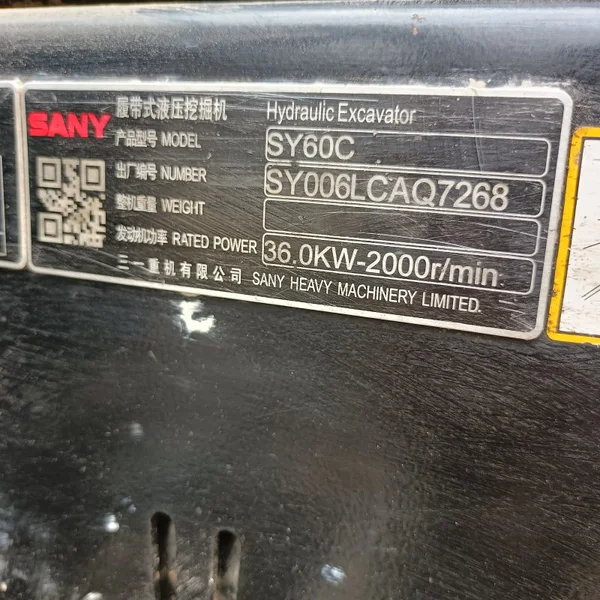 SANY
履带式液压挖掘机 Hydraulic Excavator
产品型号 MODEL SY60C
出厂编号 NUMBER SY006LCAQ7268
整机重量 WEIGHT
发动机功率 RATED POWER 36.0KW-2000r/min
三一重机有限公司 SANY HEAVY MACHINERY LIMITED.